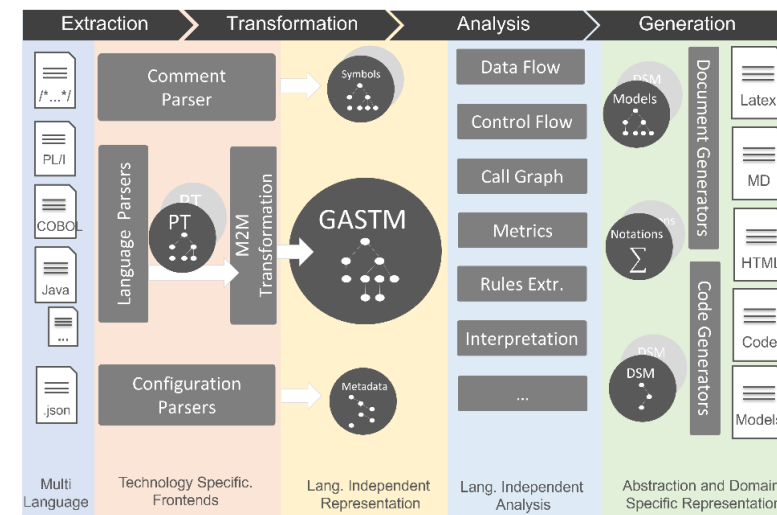 Extraction
Transformation
Analysis
Generation
/*...*/
PL/I
COBOL
Java
...
.json
Comment
Parser
Language Parsers
PT
PT
M2M
Transformation
Configuration
Parsers
Symbols
GASTM
Metadata
Data Flow
Control Flow
Call Graph
Metrics
Rules Extr.
Interpretation
...
DSM
Models
Notations
Σ
DSM
DSM
Document Generators
Code Generators
Latex
MD
HTML
Code
Models
Multi
Language
Technology Specific.
Frontends
Lang. Independent
Representation
Lang. Independent
Analysis
Abstraction and Domain
Specific Representation